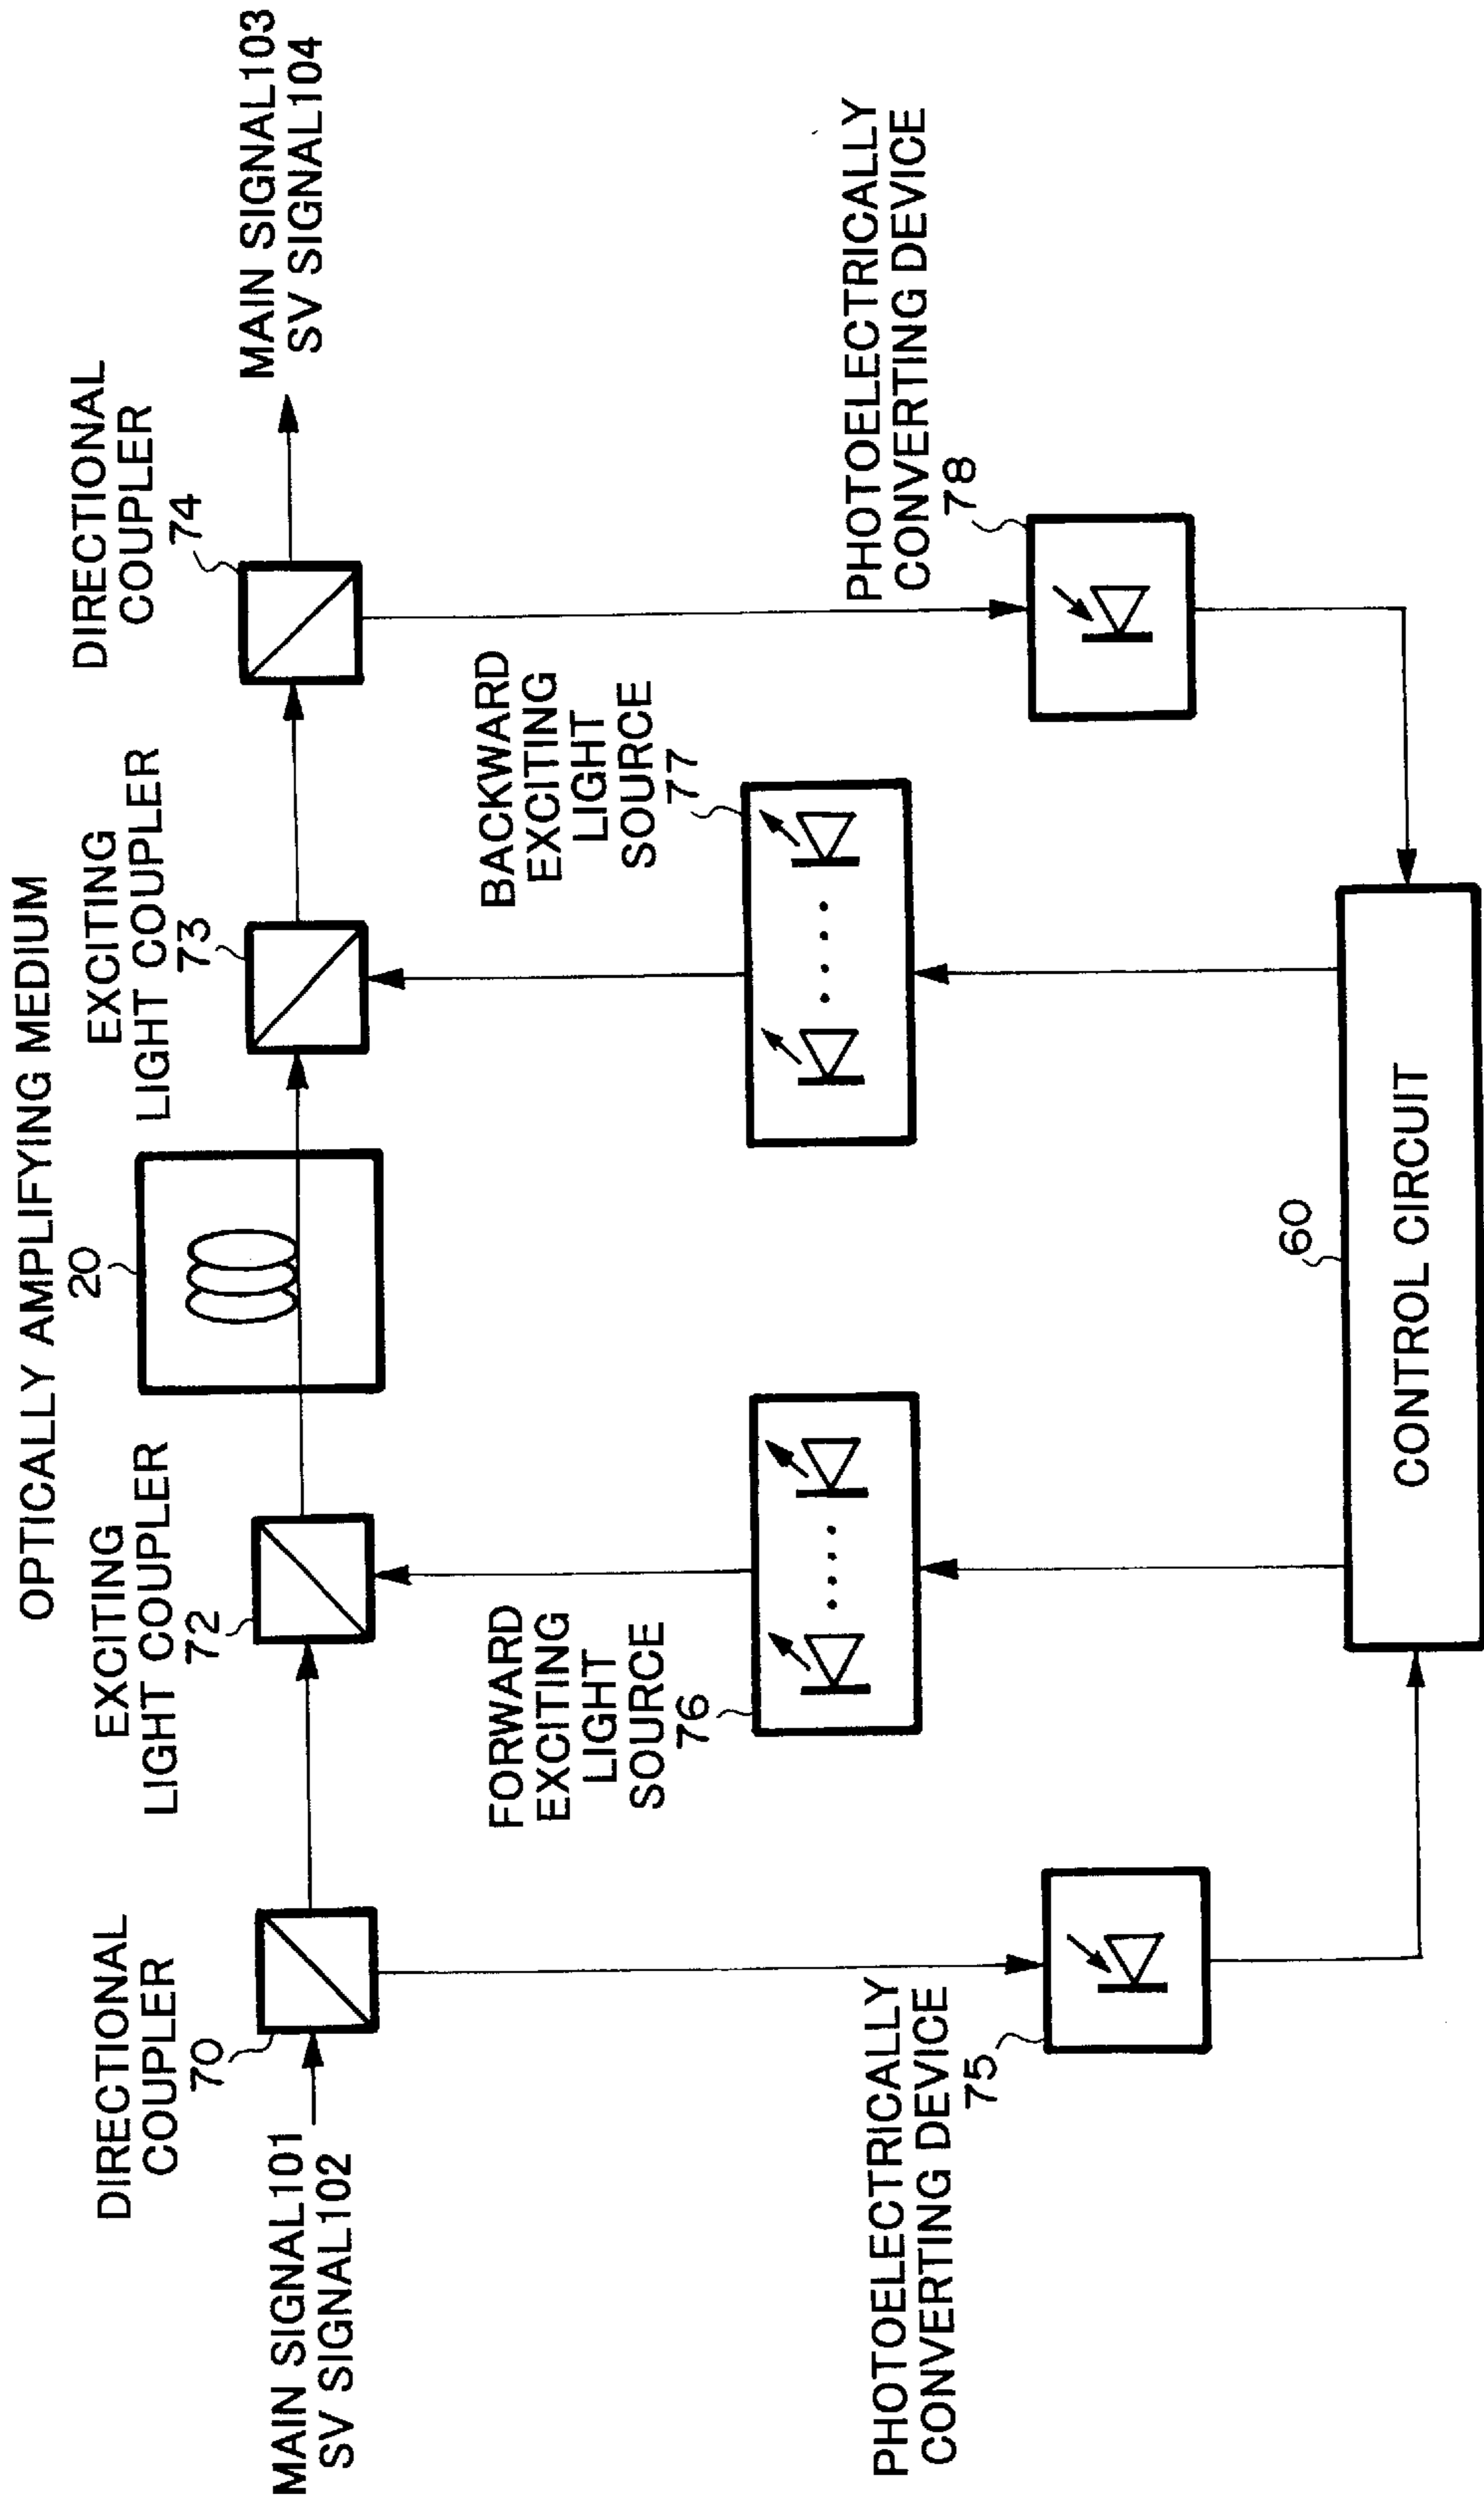 OPTICALLY AMPLIFYING MEDIUM
20
DIRECTIONAL
COUPLER
70
EXCITING
LIGHT COUPLER
72
EXCITING
LIGHT COUPLER
73
DIRECTIONAL
COUPLER
74
MAIN SIGNAL101
SV SIGNAL102
MAIN SIGNAL103
SV SIGNAL104
FORWARD
EXCITING
LIGHT
SOURCE
76
BACKWARD
EXCITING
LIGHT
SOURCE
77
PHOTOELECTRICALLY
CONVERTING DEVICE
75
PHOTOELECTRICALLY
CONVERTING DEVICE
78
60
CONTROL CIRCUIT